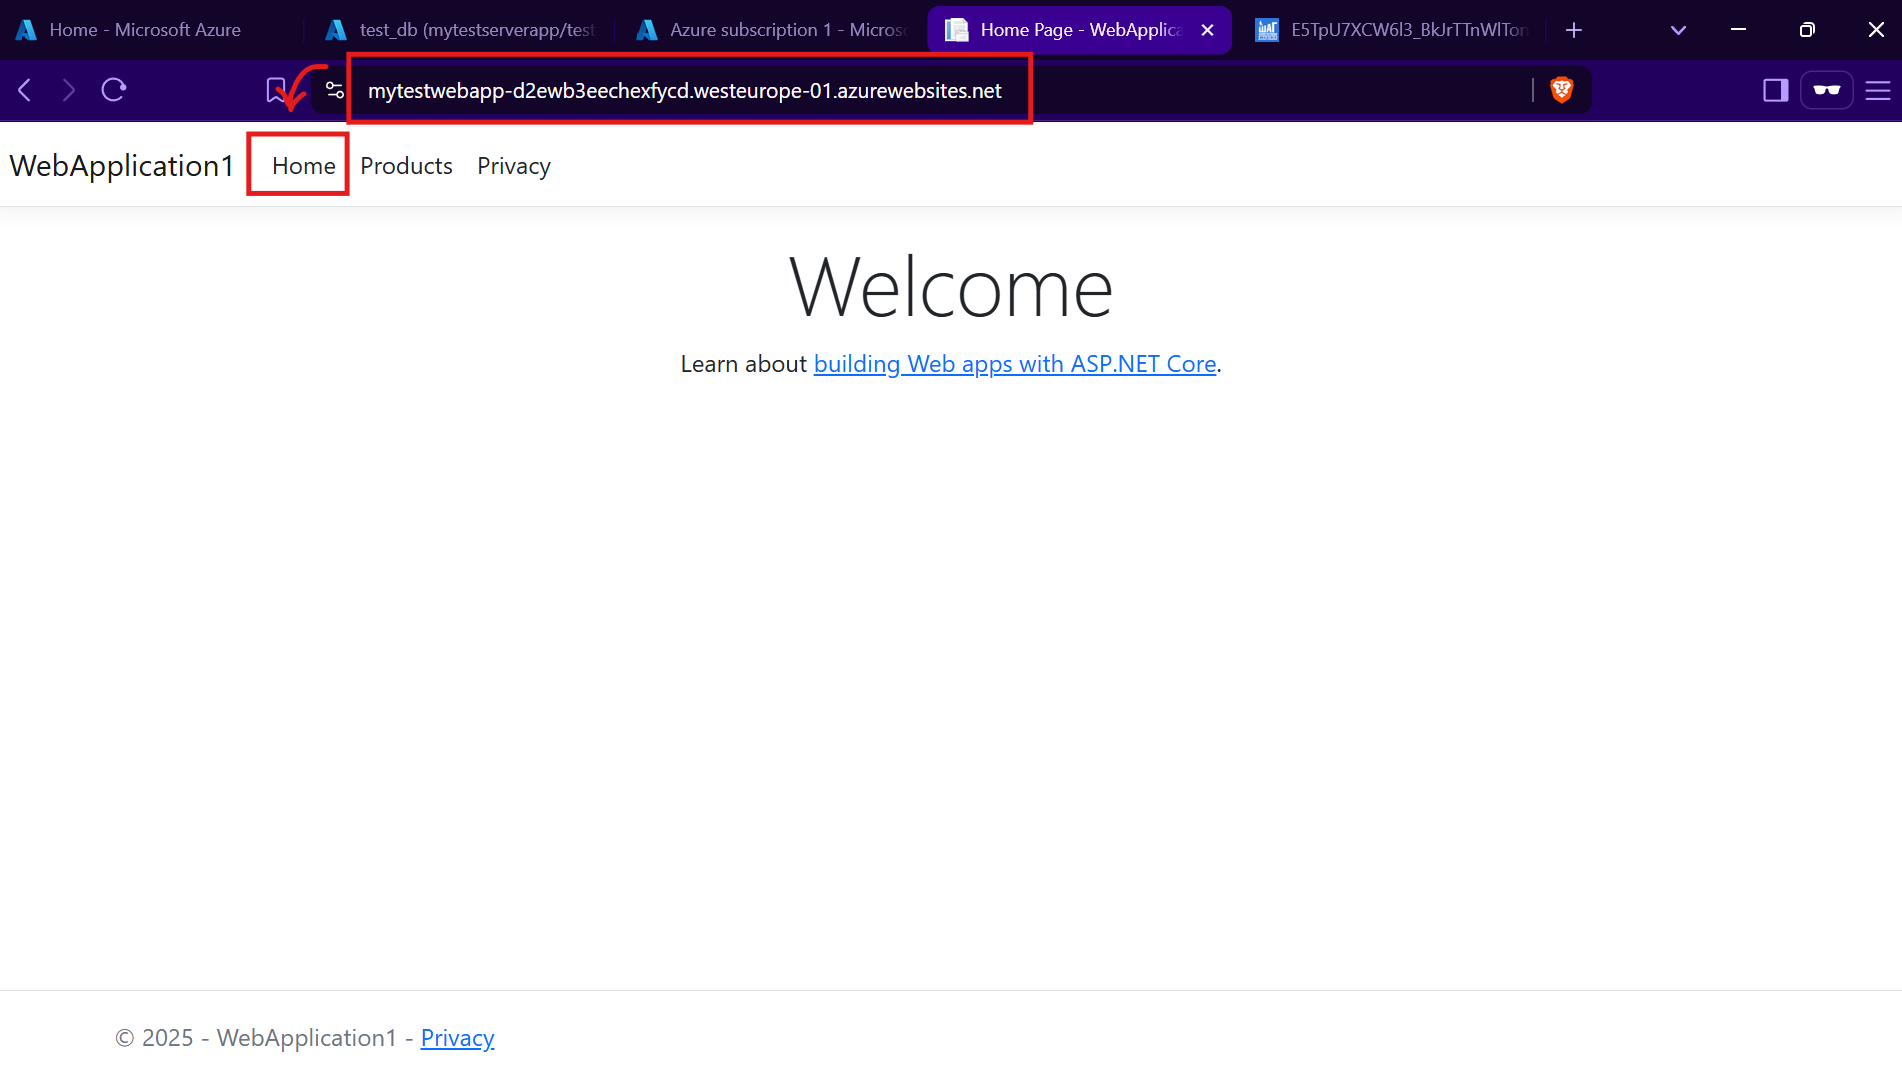 Home - Microsoft Azure
test_db (mytestserverapp/test
Azure subscription 1 - Micros
Home Page - WebApplica
E5TpU7XCW6l3_BkJrTTnWlTon
mytestwebapp-d2ewb3eechexfycd.westeurope-01.azurewebsites.net
WebApplication1 Home Products Privacy
Welcome
Learn about building Web apps with ASP.NET Core.
© 2025 - WebApplication1 - Privacy